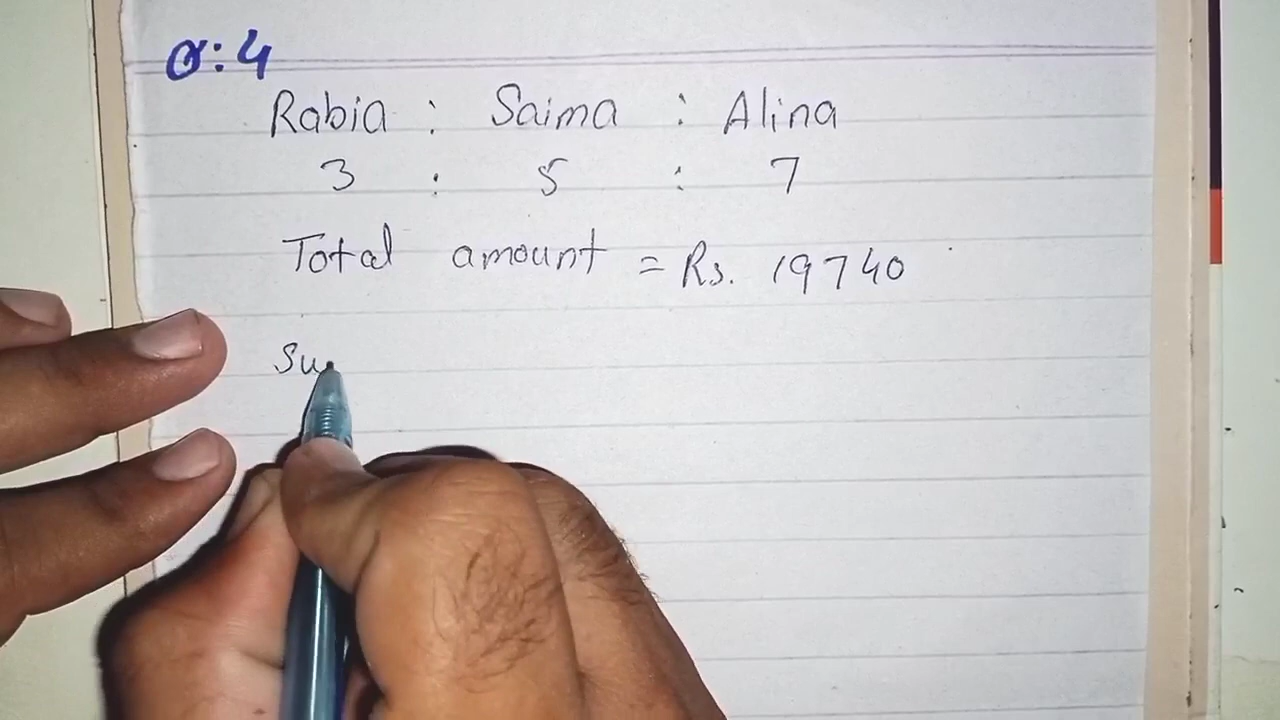 Q:4
Rabia : Saima : Alina
3 : 5 : 7
Total amount = Rs. 19740
Su